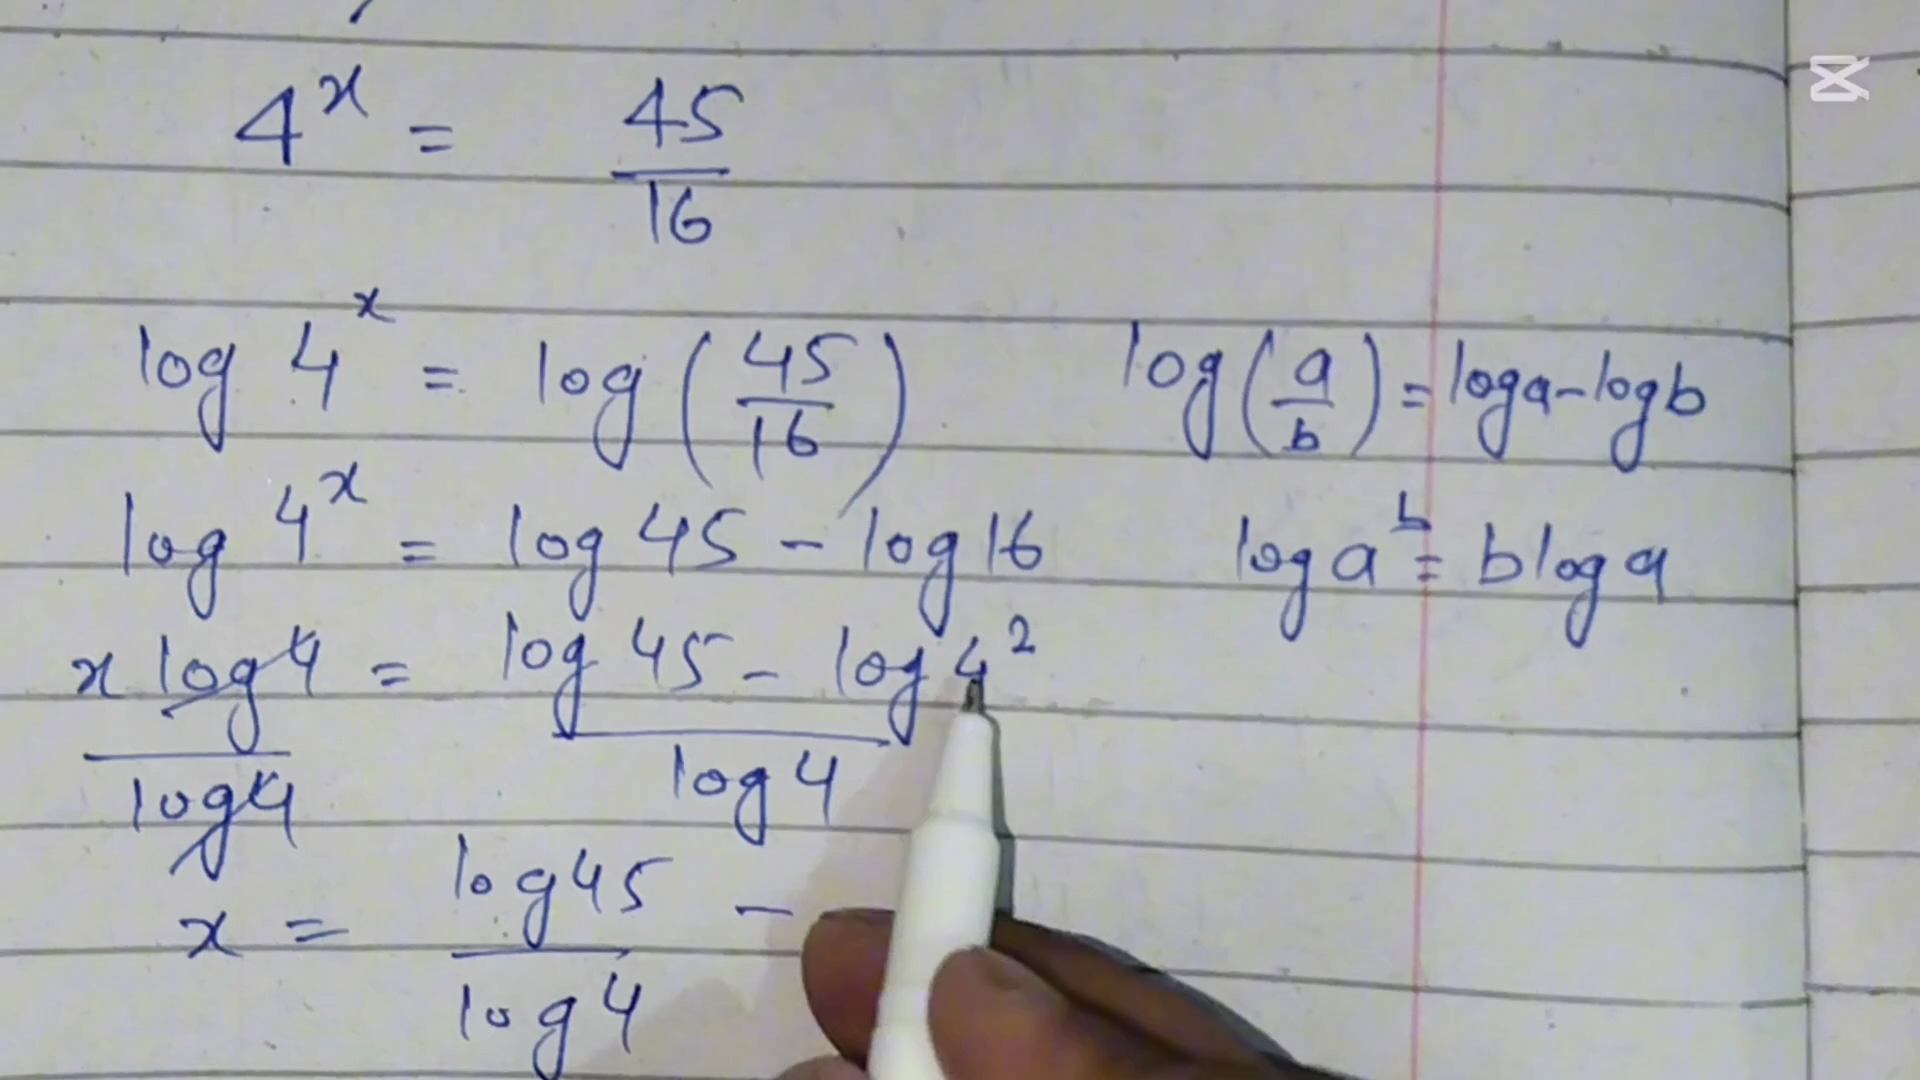 4^x = 45/16
log 4^x = log (45/16) log (a/b) = log a - log b
log 4^x = log 45 - log 16 log a^b = b log a
x log 4 / log 4 = log 45 - log 4^2 / log 4
x = log 45 / log 4 -